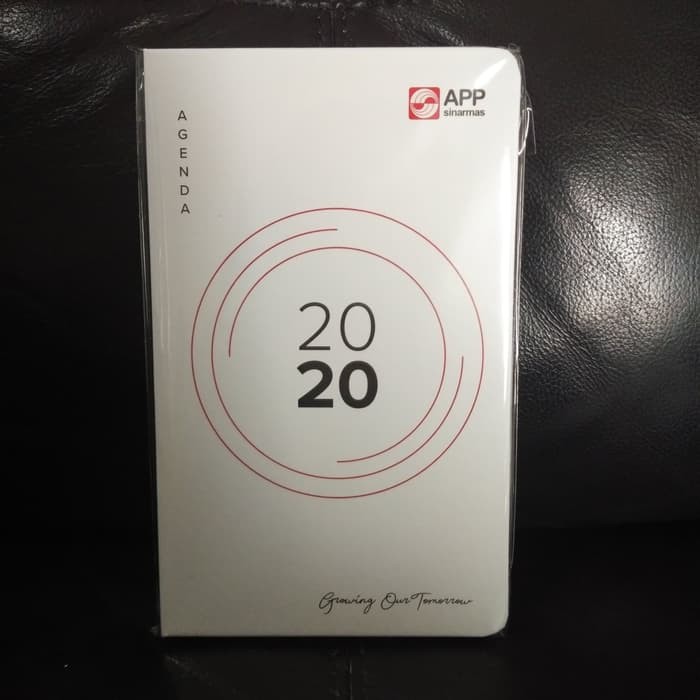 APP
sinarmas
AGENDA
20
20
Growing Our Tomorrow